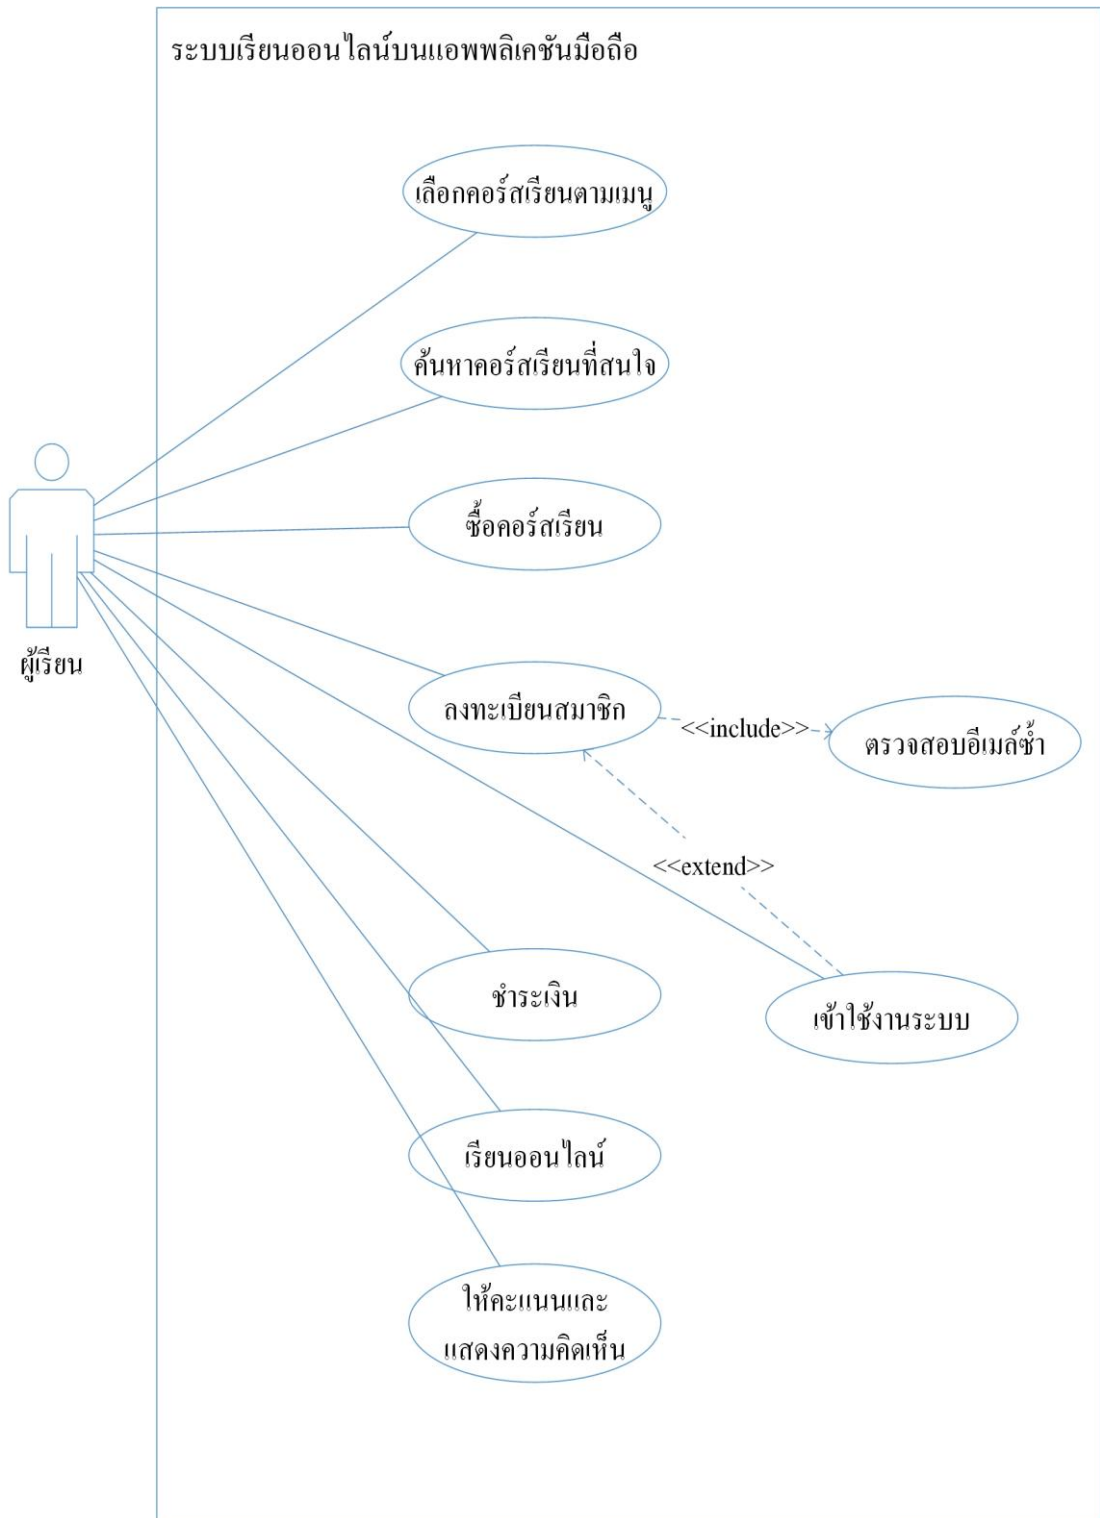 ระบบเรียนออนไลน์บนแอพพลิเคชันมือถือ
เลือกคอร์สเรียนตามเมนู
ค้นหาคอร์สเรียนที่สนใจ
ซื้อคอร์สเรียน
ผู้เรียน
ลงทะเบียนสมาชิก
<<include>>
ตรวจสอบอีเมล์ซ้ำ
<<extend>>
ชำระเงิน
เข้าใช้งานระบบ
เรียนออนไลน์
ให้คะแนนและ
แสดงความคิดเห็น